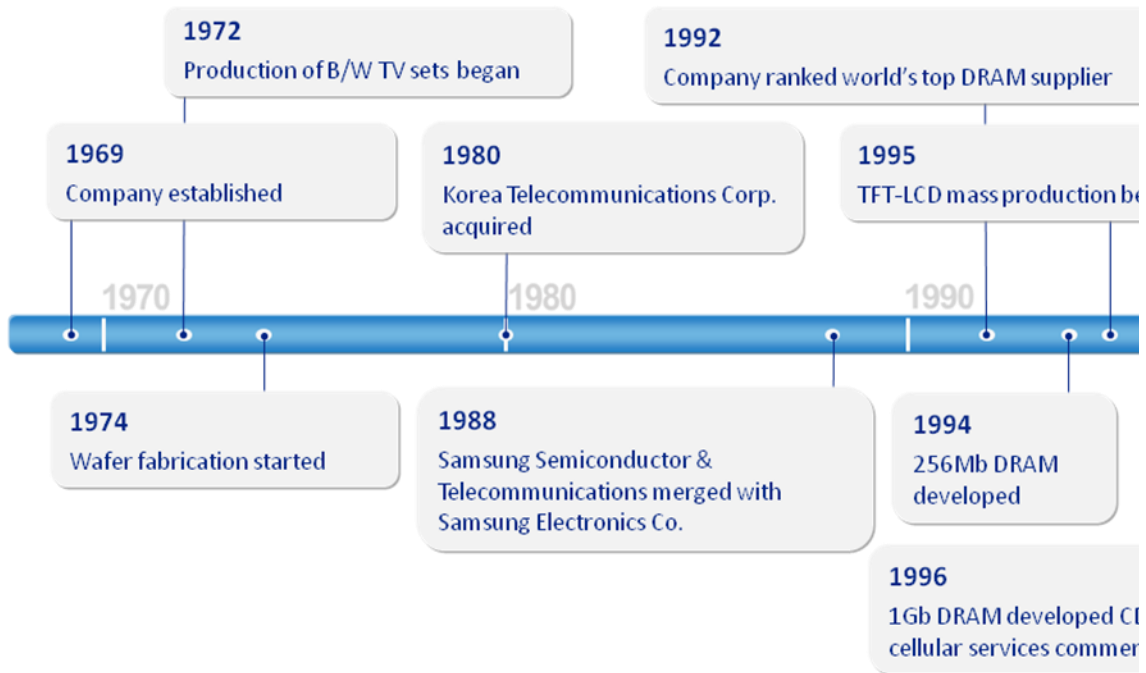 1972
Production of B/W TV sets began
1992
Company ranked world's top DRAM supplier
1969
Company established
1980
Korea Telecommunications Corp.
acquired
1995
TFT-LCD mass production
1970
1980
1990
1974
Wafer fabrication started
1988
Samsung Semiconductor &
Telecommunications merged with
Samsung Electronics Co.
1994
256Mb DRAM
developed
1996
1Gb DRAM developed
cellular services